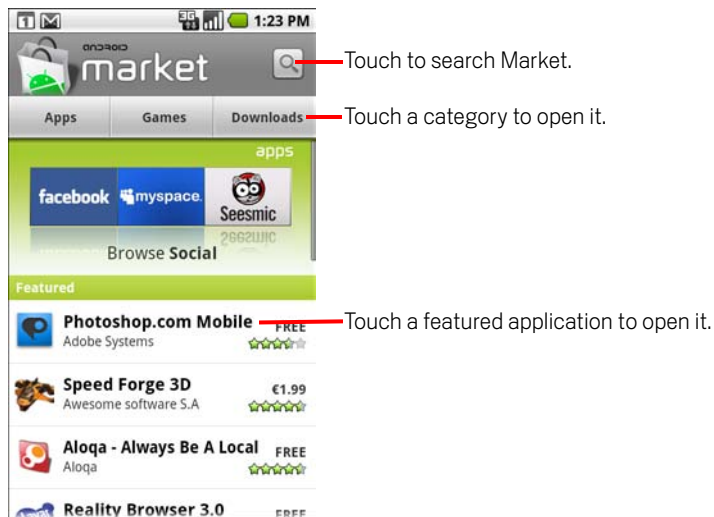 1 3G 1:23 PM
android
market
Touch to search Market.
Apps Games Downloads
Touch a category to open it.
apps
facebook myspace. Seesmic
Browse Social
Featured
Photoshop.com Mobile FREE
Touch a featured application to open it.
Adobe Systems
Speed Forge 3D €1.99
Awesome software S.A
Aloqa - Always Be A Local FREE
Aloqa
Reality Browser 3.0 FREE